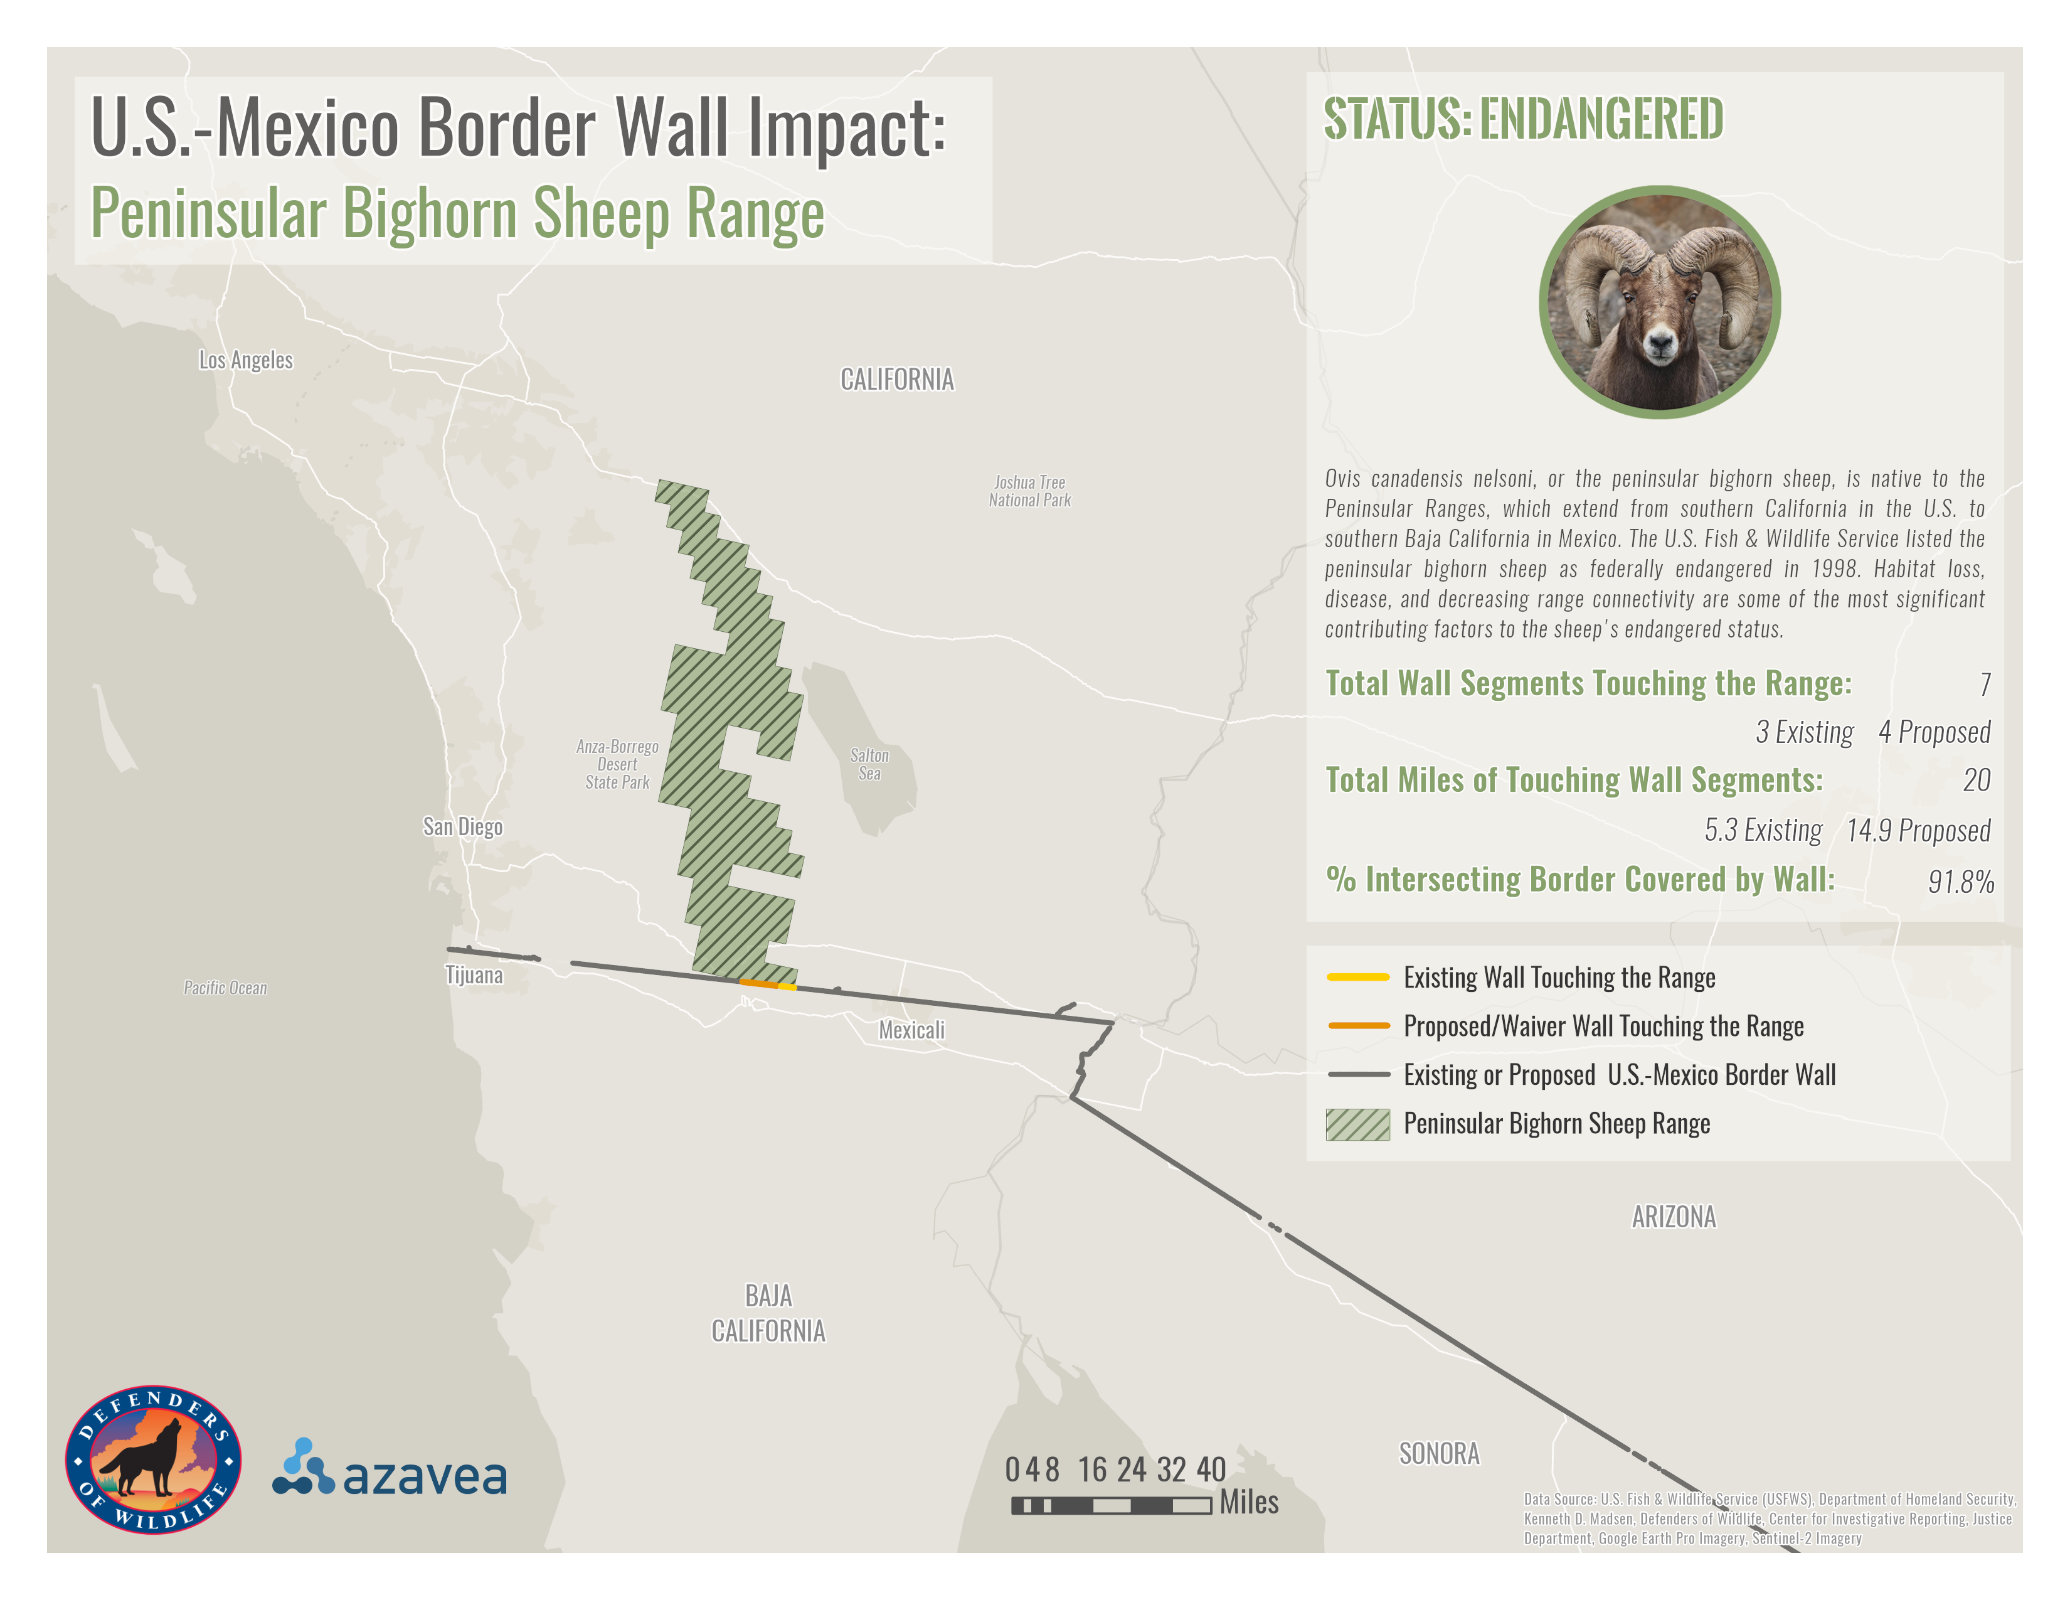 U.S.-Mexico Border Wall Impact:
Peninsular Bighorn Sheep Range
STATUS: ENDANGERED
Ovis canadensis nelsoni, or the peninsular bighorn sheep, is native to the
Peninsular Ranges, which extend from southern California in the U.S. to
southern Baja California in Mexico. The U.S. Fish & Wildlife Service listed the
peninsular bighorn sheep as federally endangered in 1998. Habitat loss,
disease, and decreasing range connectivity are some of the most significant
contributing factors to the sheep's endangered status.
Total Wall Segments Touching the Range: 7
3 Existing 4 Proposed
Total Miles of Touching Wall Segments: 20
5.3 Existing 14.9 Proposed
% Intersecting Border Covered by Wall: 91.8%
Existing Wall Touching the Range
Proposed/Waiver Wall Touching the Range
Existing or Proposed U.S.-Mexico Border Wall
Peninsular Bighorn Sheep Range
Los Angeles
CALIFORNIA
Joshua Tree
National Park
Anza-Borrego
Desert
State Park
Salton
Sea
San Diego
Tijuana
Pacific Ocean
Mexicali
ARIZONA
BAJA
CALIFORNIA
SONORA
DEFENDERS
OF WILDLIFE
azavea
0 4 8 16 24 32 40
Miles
Data Source: U.S. Fish & Wildlife Service (USFWS), Department of Homeland Security,
Kenneth D. Madsen, Defenders of Wildlife, Center for Investigative Reporting, Justice
Department, Google Earth Pro Imagery, Sentinel-2 Imagery